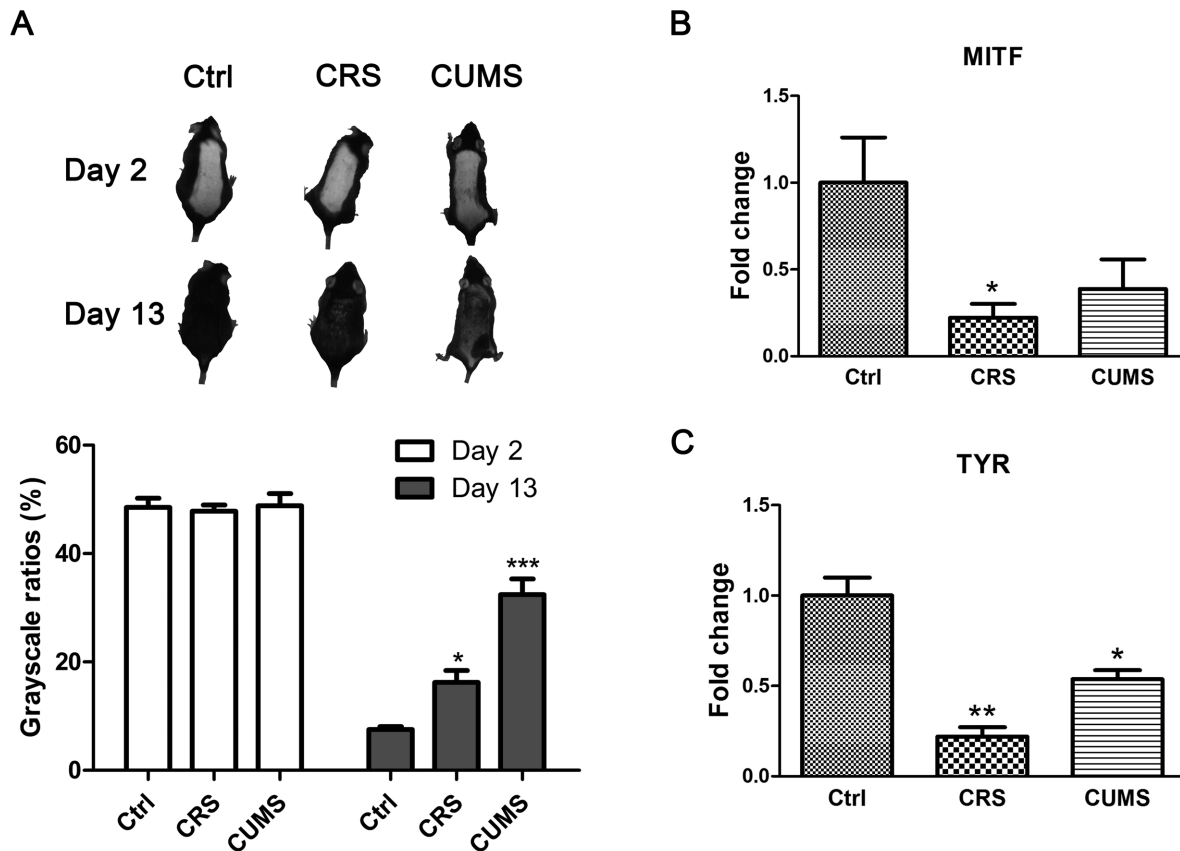 A
Ctrl CRS CUMS
Day 2
Day 13
60
40
20
0
Grayscale ratios (%)
Day 2
Day 13
*
***
Ctrl CRS CUMS Ctrl CRS CUMS
B
MITF
1.5
1.0
0.5
0.0
Fold change
*
Ctrl CRS CUMS
C
TYR
1.5
1.0
0.5
0.0
Fold change
**
*
Ctrl CRS CUMS